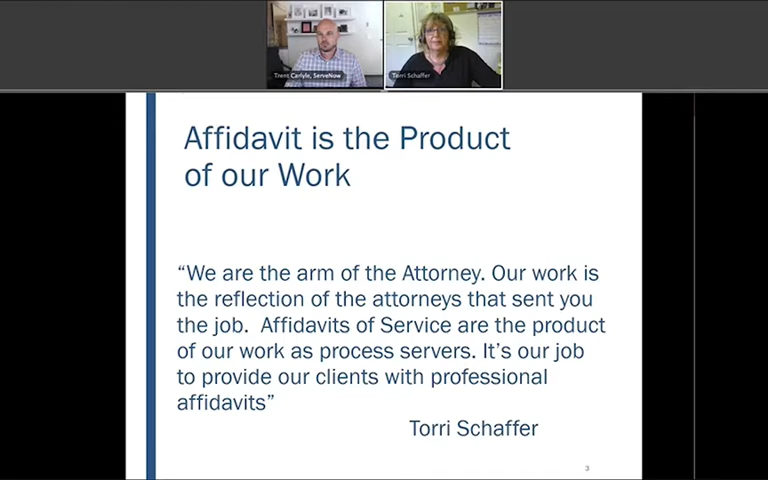 Trent Carlyle, ServeNow
Torri Schaffer
Affidavit is the Product
of our Work
“We are the arm of the Attorney. Our work is
the reflection of the attorneys that sent you
the job.  Affidavits of Service are the product
of our work as process servers. It’s our job
to provide our clients with professional
affidavits”
Torri Schaffer
3